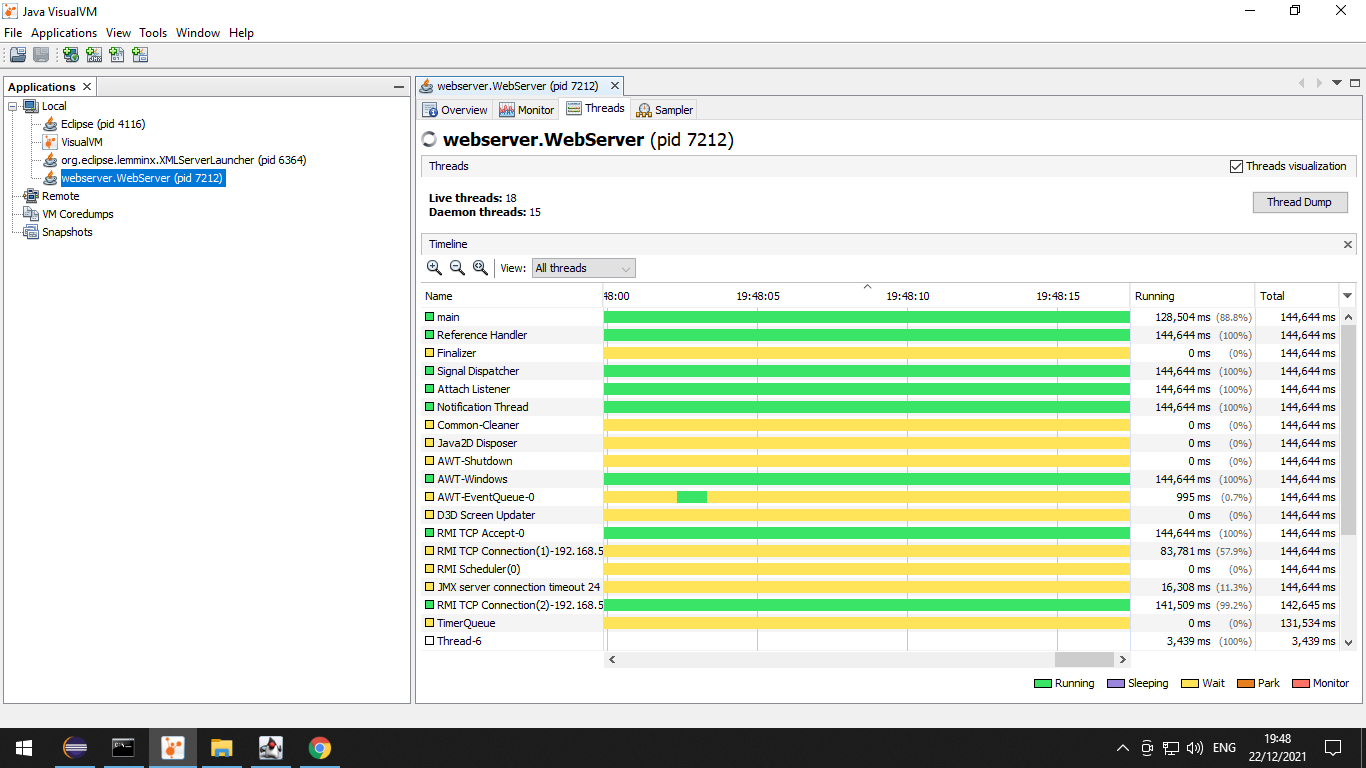 Java VisualVM
File Applications View Tools Window Help
Applications
webserver.WebServer (pid 7212)
Local
Eclipse (pid 4116)
VisualVM
org.eclipse.lemminx.XMLServerLauncher (pid 6364)
webserver.WebServer (pid 7212)
Remote
VM Coredumps
Snapshots
Overview Monitor Threads Sampler
webserver.WebServer (pid 7212)
Threads Threads visualization
Live threads: 18
Daemon threads: 15
Thread Dump
Timeline
View: All threads
Name 48:00 19:48:05 19:48:10 19:48:15 Running Total
main 128,504 ms (88.8%) 144,644 ms
Reference Handler 144,644 ms (100%) 144,644 ms
Finalizer 0 ms (0%) 144,644 ms
Signal Dispatcher 144,644 ms (100%) 144,644 ms
Attach Listener 144,644 ms (100%) 144,644 ms
Notification Thread 144,644 ms (100%) 144,644 ms
Common-Cleaner 0 ms (0%) 144,644 ms
Java2D Disposer 0 ms (0%) 144,644 ms
AWT-Shutdown 0 ms (0%) 144,644 ms
AWT-Windows 144,644 ms (100%) 144,644 ms
AWT-EventQueue-0 995 ms (0.7%) 144,644 ms
D3D Screen Updater 0 ms (0%) 144,644 ms
RMI TCP Accept-0 144,644 ms (100%) 144,644 ms
RMI TCP Connection(1)-192.168.5 83,781 ms (57.9%) 144,644 ms
RMI Scheduler(0) 0 ms (0%) 144,644 ms
JMX server connection timeout 24 16,308 ms (11.3%) 144,644 ms
RMI TCP Connection(2)-192.168.5 141,509 ms (99.2%) 142,645 ms
TimerQueue 0 ms (0%) 131,534 ms
Thread-6 3,439 ms (100%) 3,439 ms
Running Sleeping Wait Park Monitor
ENG
19:48
22/12/2021